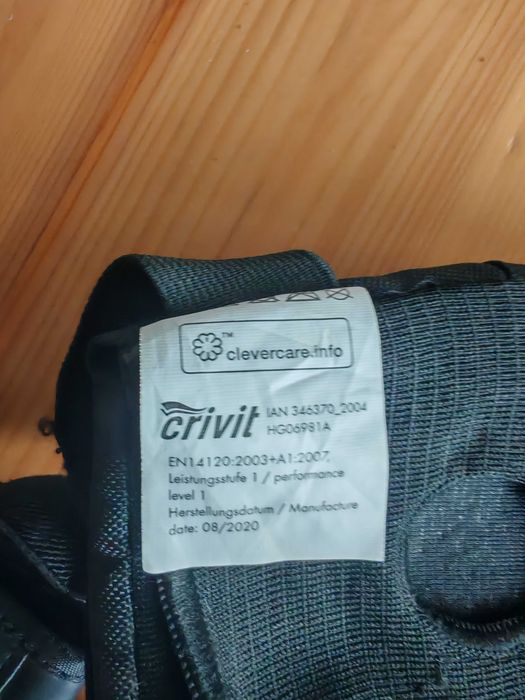 ™
clevercare.info
crivit
IAN 346370_2004
HG06981A
EN14120:2003+A1:2007,
Leistungsstufe 1 / performance
level 1
Herstellungsdatum / Manufacture
date: 08/2020